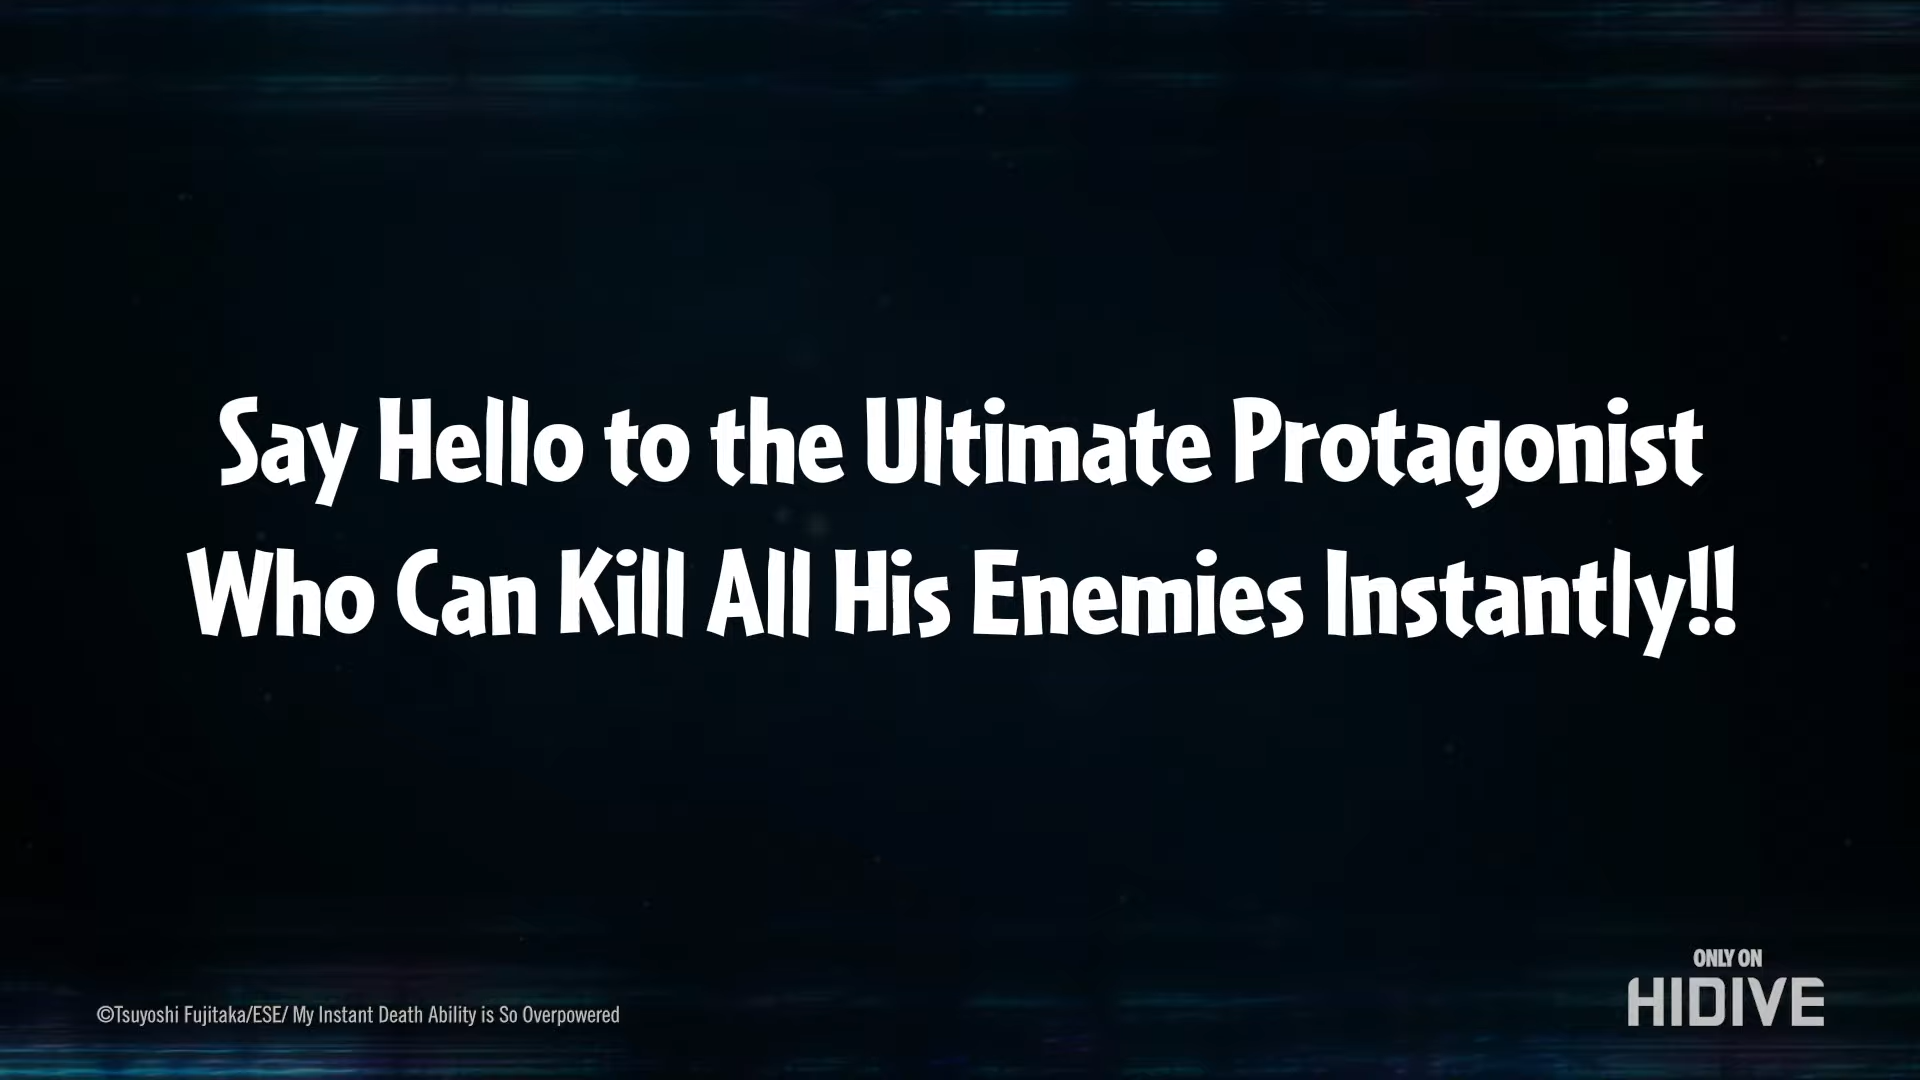 Say Hello to the Ultimate Protagonist
Who Can Kill All His Enemies Instantly!!
ONLY ON
HIDIVE
©Tsuyoshi Fujitaka/ESE/ My Instant Death Ability is So Overpowered